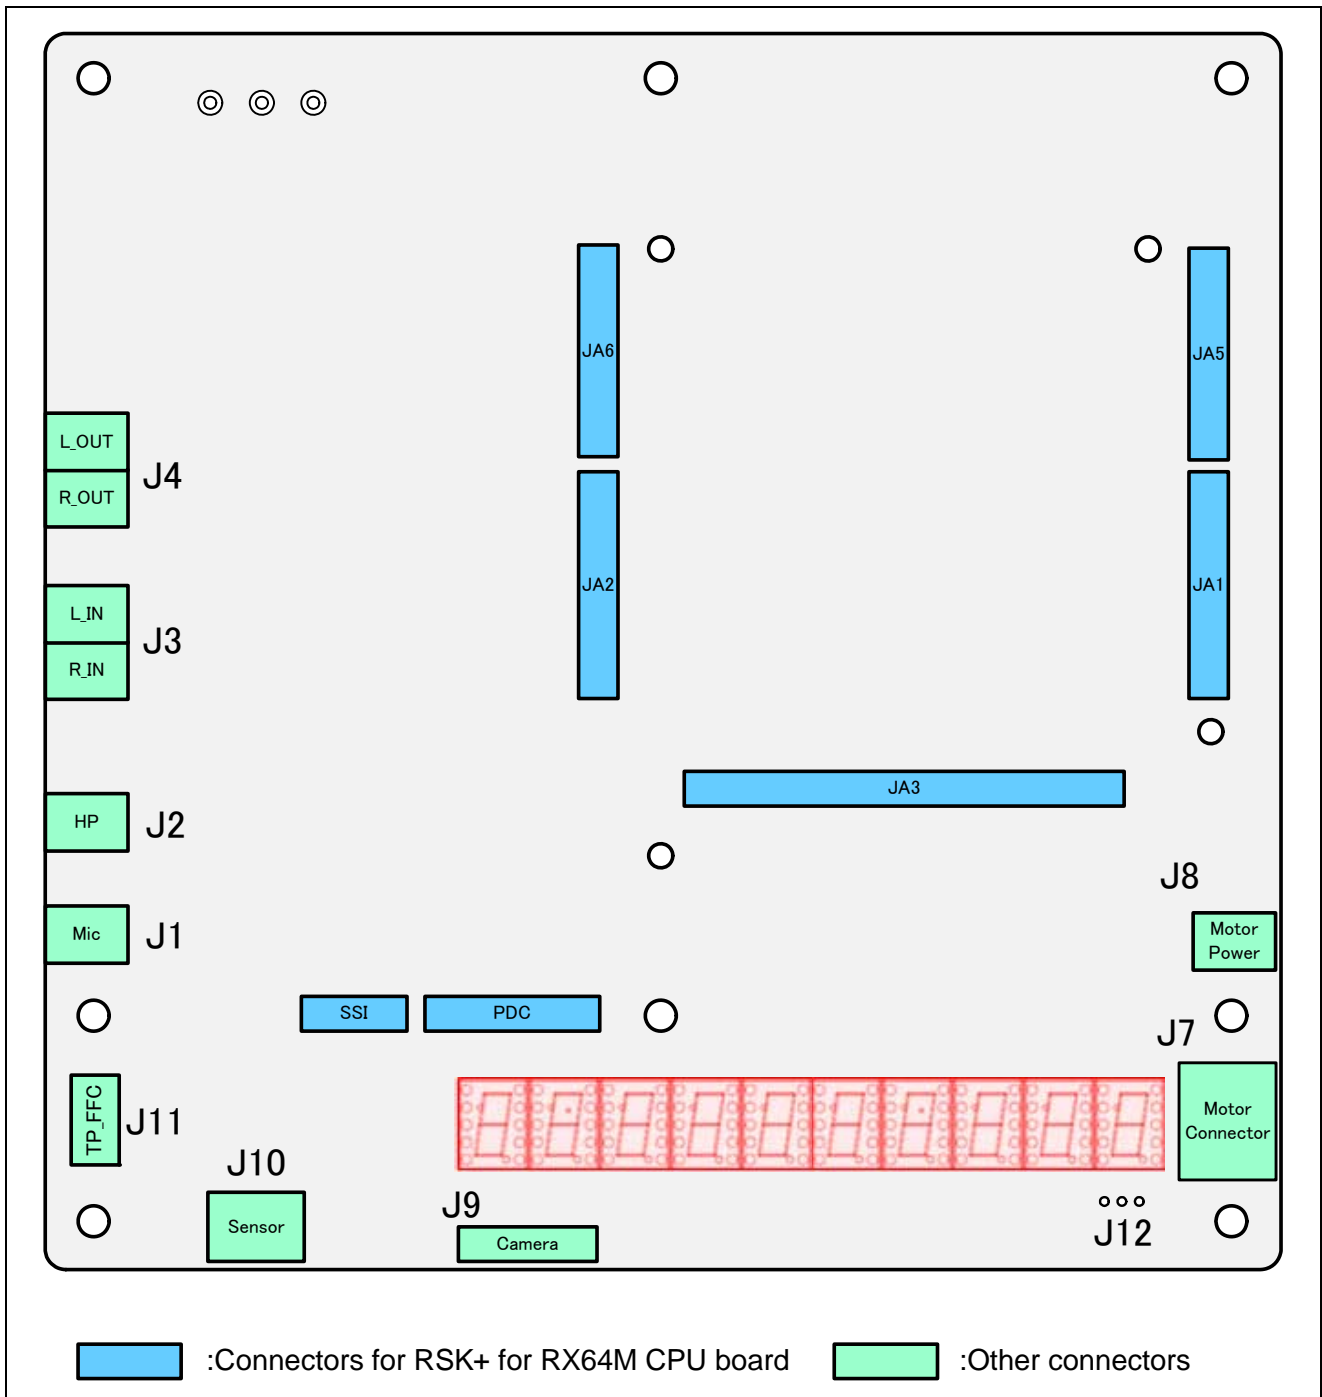 JA6
JA5
L_OUT
J4
R_OUT
JA2
JA1
L_IN
J3
R_IN
JA3
HP
J2
J8
Mic
J1
Motor
Power
SSI
PDC
J7
TP_FFC
J11
Motor
Connector
J10
Sensor
J9
Camera
J12
:Connectors for RSK+ for RX64M CPU board
:Other connectors